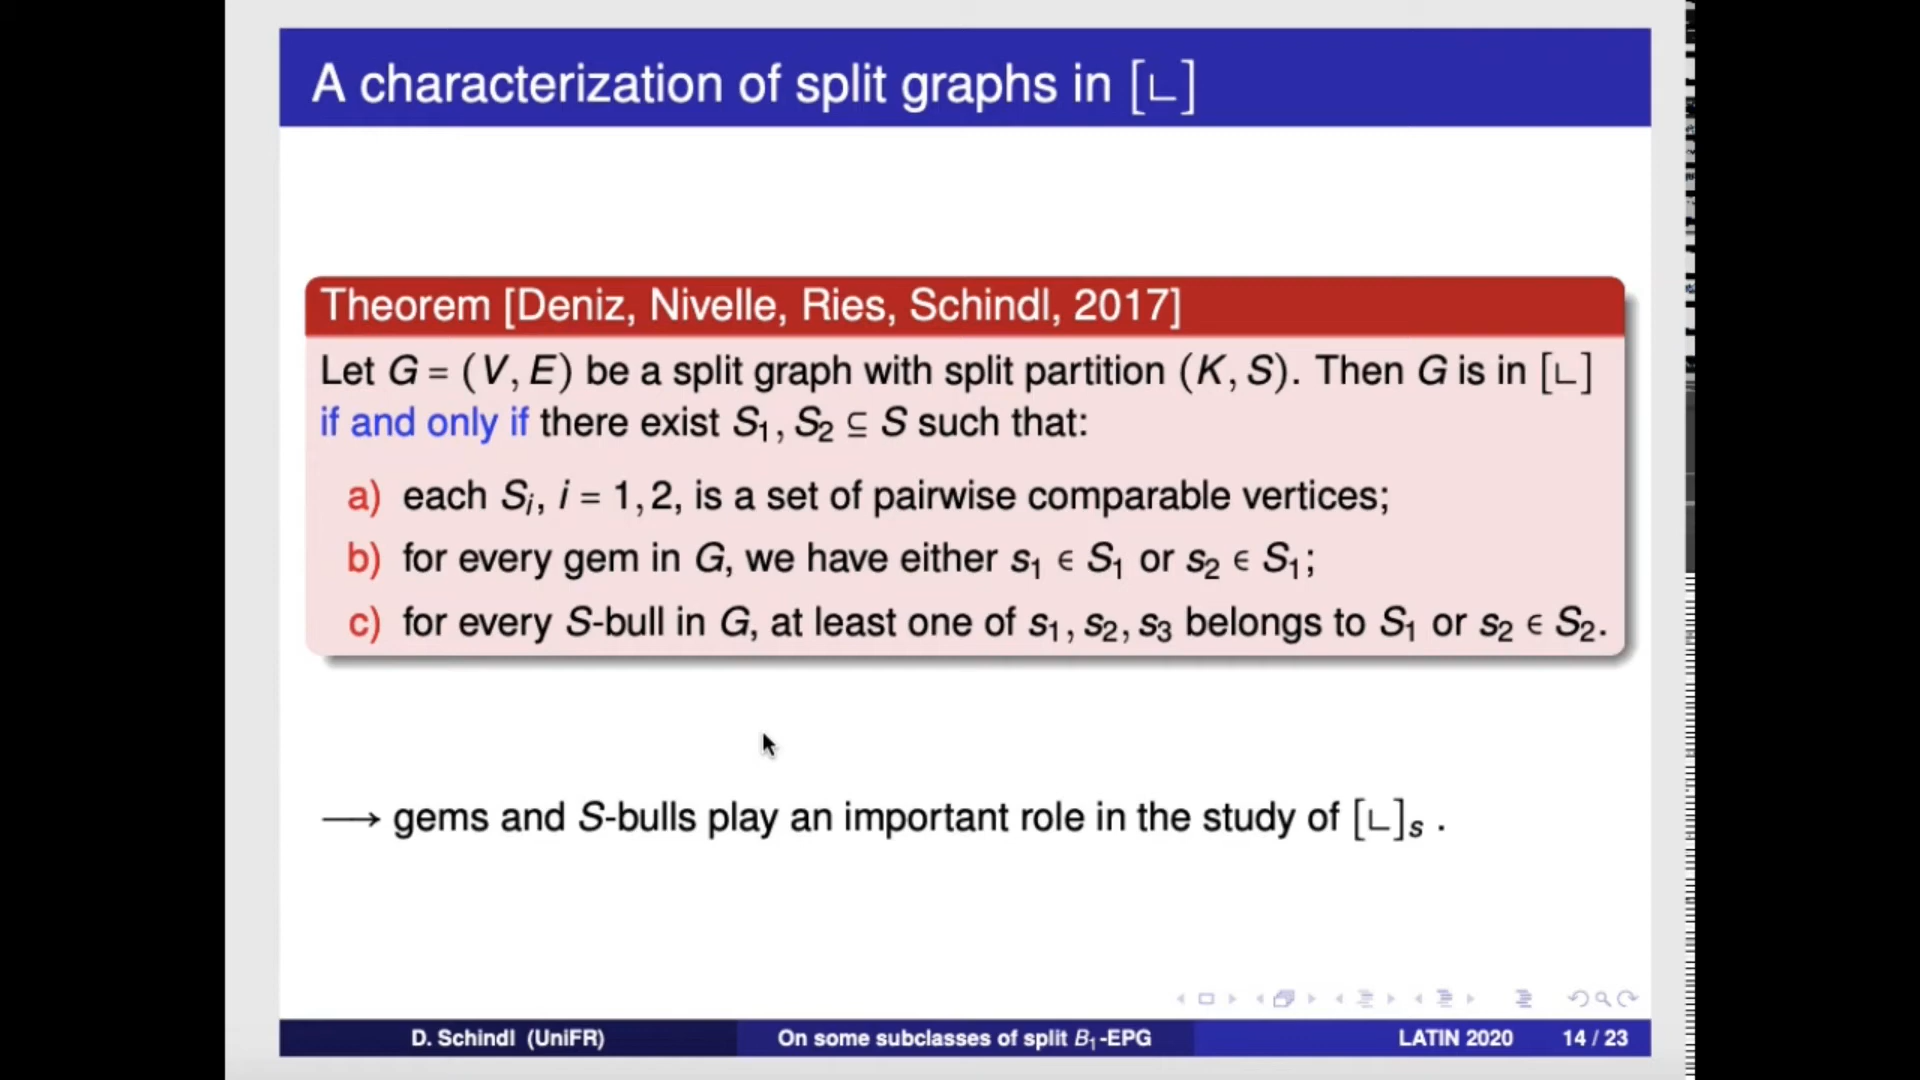 A characterization of split graphs in [∟]
Theorem [Deniz, Nivelle, Ries, Schindl, 2017]
Let G = (V, E) be a split graph with split partition (K, S). Then G is in [∟]
if and only if there exist S₁, S₂ ⊆ S such that:
a) each Sᵢ, i = 1, 2, is a set of pairwise comparable vertices;
b) for every gem in G, we have either s₁ ∈ S₁ or s₂ ∈ S₁;
c) for every S-bull in G, at least one of s₁, s₂, s₃ belongs to S₁ or s₂ ∈ S₂.
⟶ gems and S-bulls play an important role in the study of [∟]ₛ .
D. Schindl (UniFR) On some subclasses of split B₁-EPG LATIN 2020 14 / 23